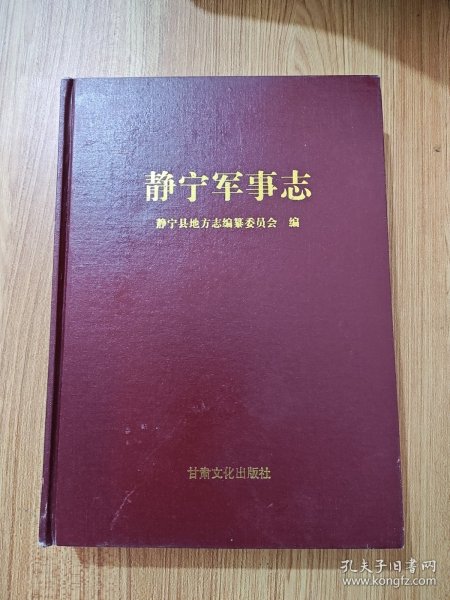 静宁军事志
静宁县地方志编纂委员会 编
甘肃文化出版社
孔夫子旧书网
www.kongfz.com